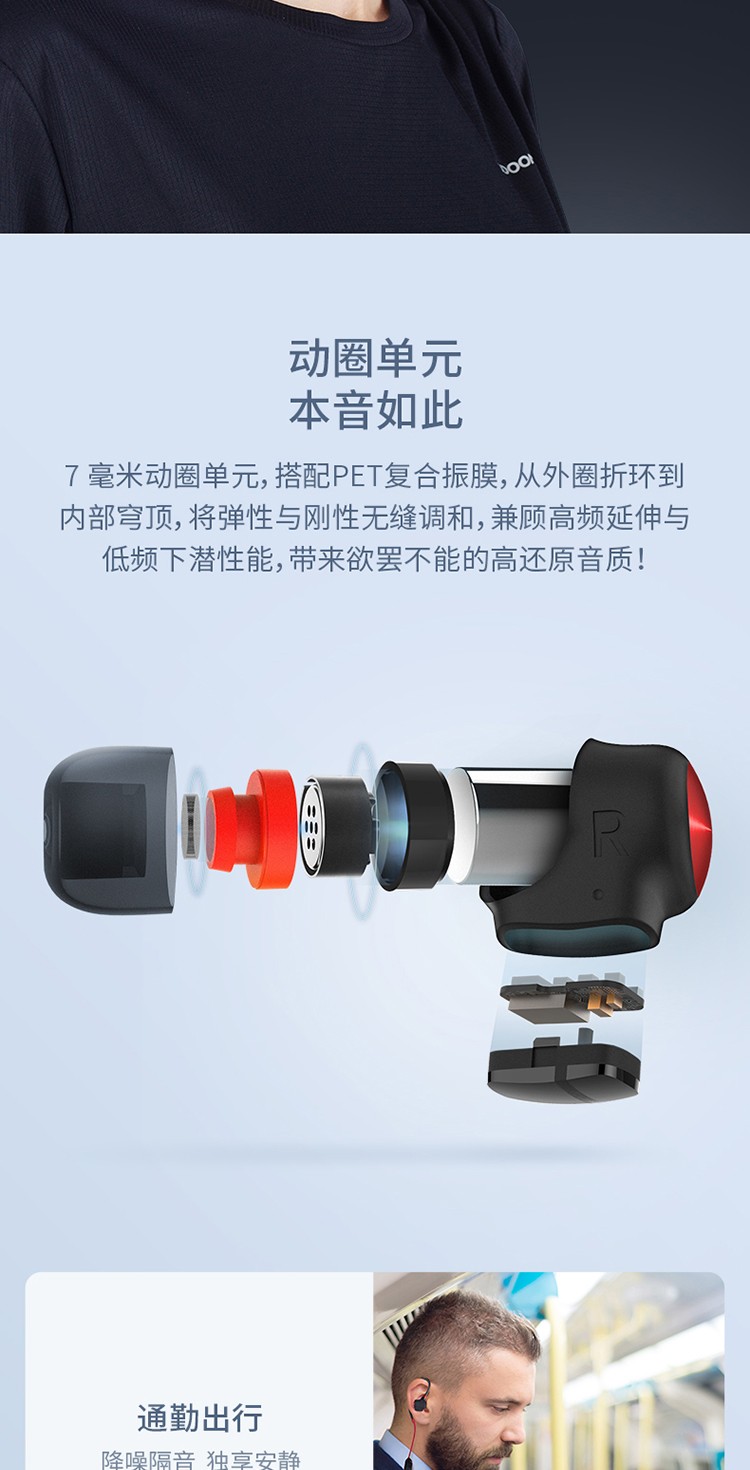 动圈单元
本音如此
7 毫米动圈单元，搭配PET复合振膜，从外圈折环到
内部穹顶，将弹性与刚性无缝调和，兼顾高频延伸与
低频下潜性能，带来欲罢不能的高还原音质！
R
通勤出行
降噪隔音 独享安静